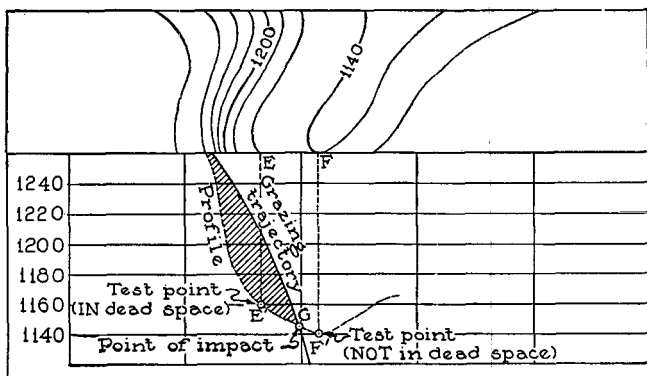 1200
1140
E
F
1240
1220
1200
1180
1160
1140
Profile
Grazing
trajectory
Test point
(IN dead space)
E
G
Point of impact
F
Test point
(NOT in dead space)